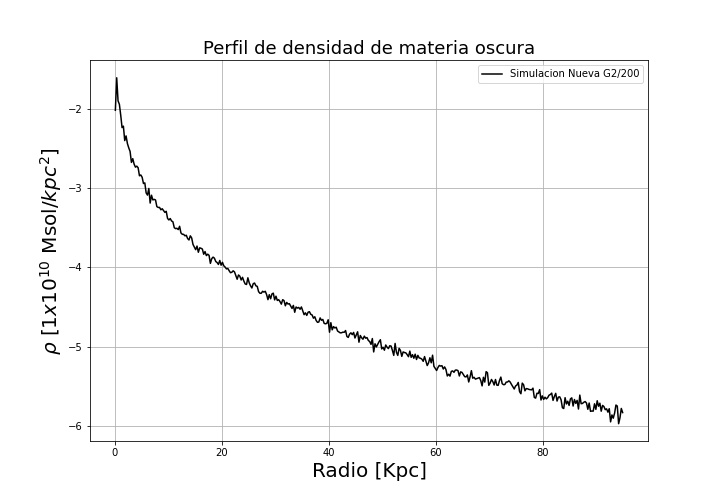 Perfil de densidad de materia oscura
Simulacion Nueva G2/200
ρ [1x10¹⁰ Msol/kpc²]
−2
−3
−4
−5
−6
0 20 40 60 80
Radio [Kpc]